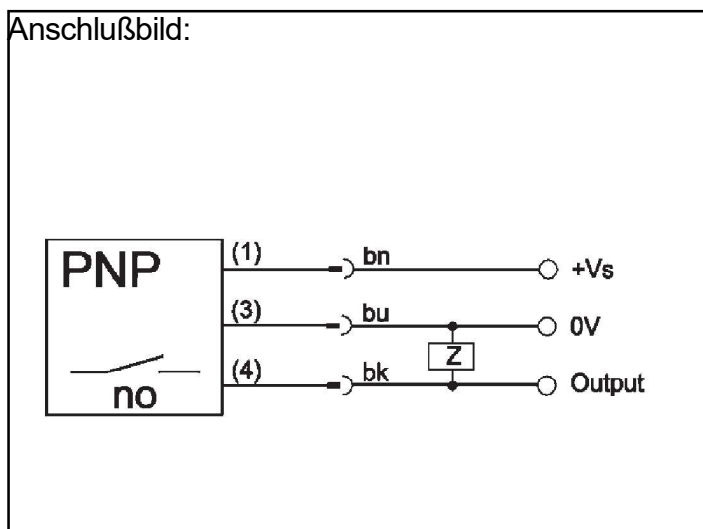 Anschlußbild:
PNP
(1) bn +Vs
(3) bu 0V
Z
(4) bk Output
no